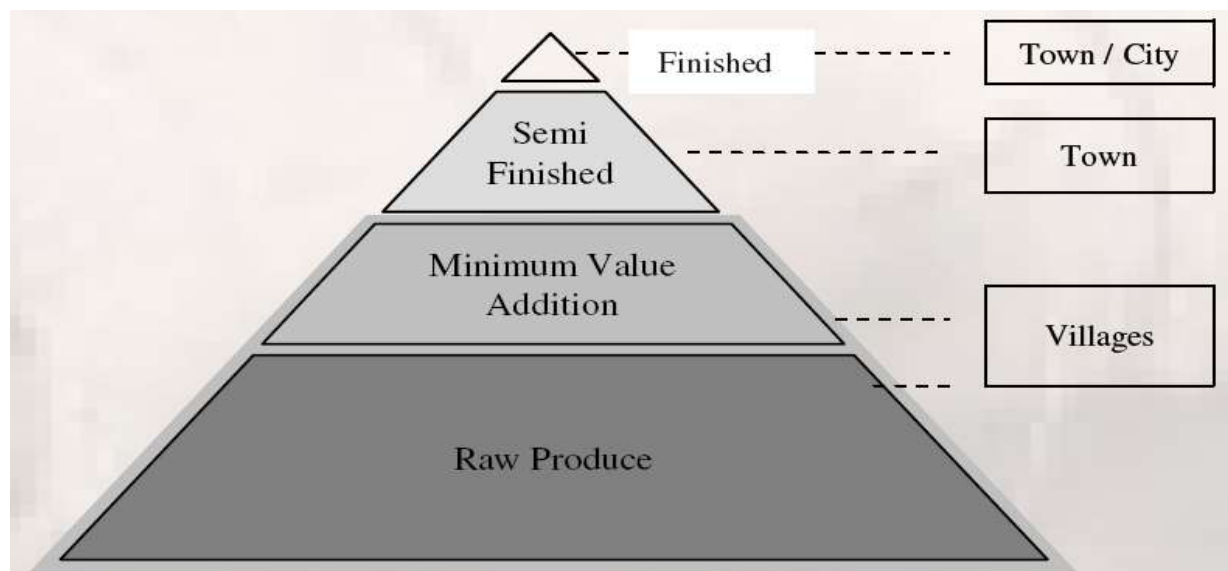 Finished
Town / City
Semi
Finished
Town
Minimum Value
Addition
Villages
Raw Produce